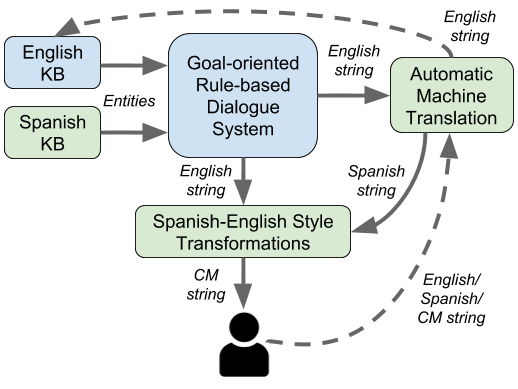 English
string
English
KB
Goal-oriented
Rule-based
Dialogue
System
English
string
Automatic
Machine
Translation
Entities
Spanish
KB
English
string
Spanish
string
Spanish-English Style
Transformations
CM
string
English/
Spanish/
CM string